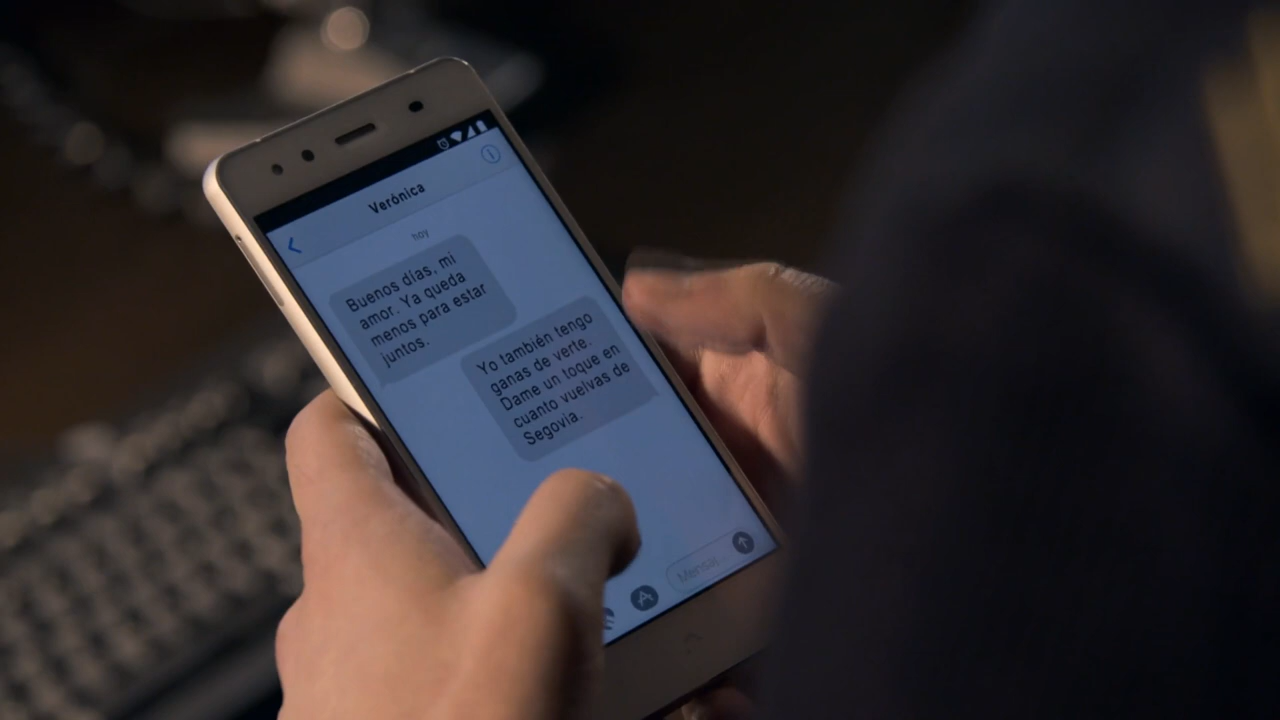 Verónica
hoy
Buenos días, mi
amor. Ya queda
menos para estar
juntos.
Yo también tengo
ganas de verte.
Dame un toque en
cuanto vuelvas de
Segovia.
Mensaj